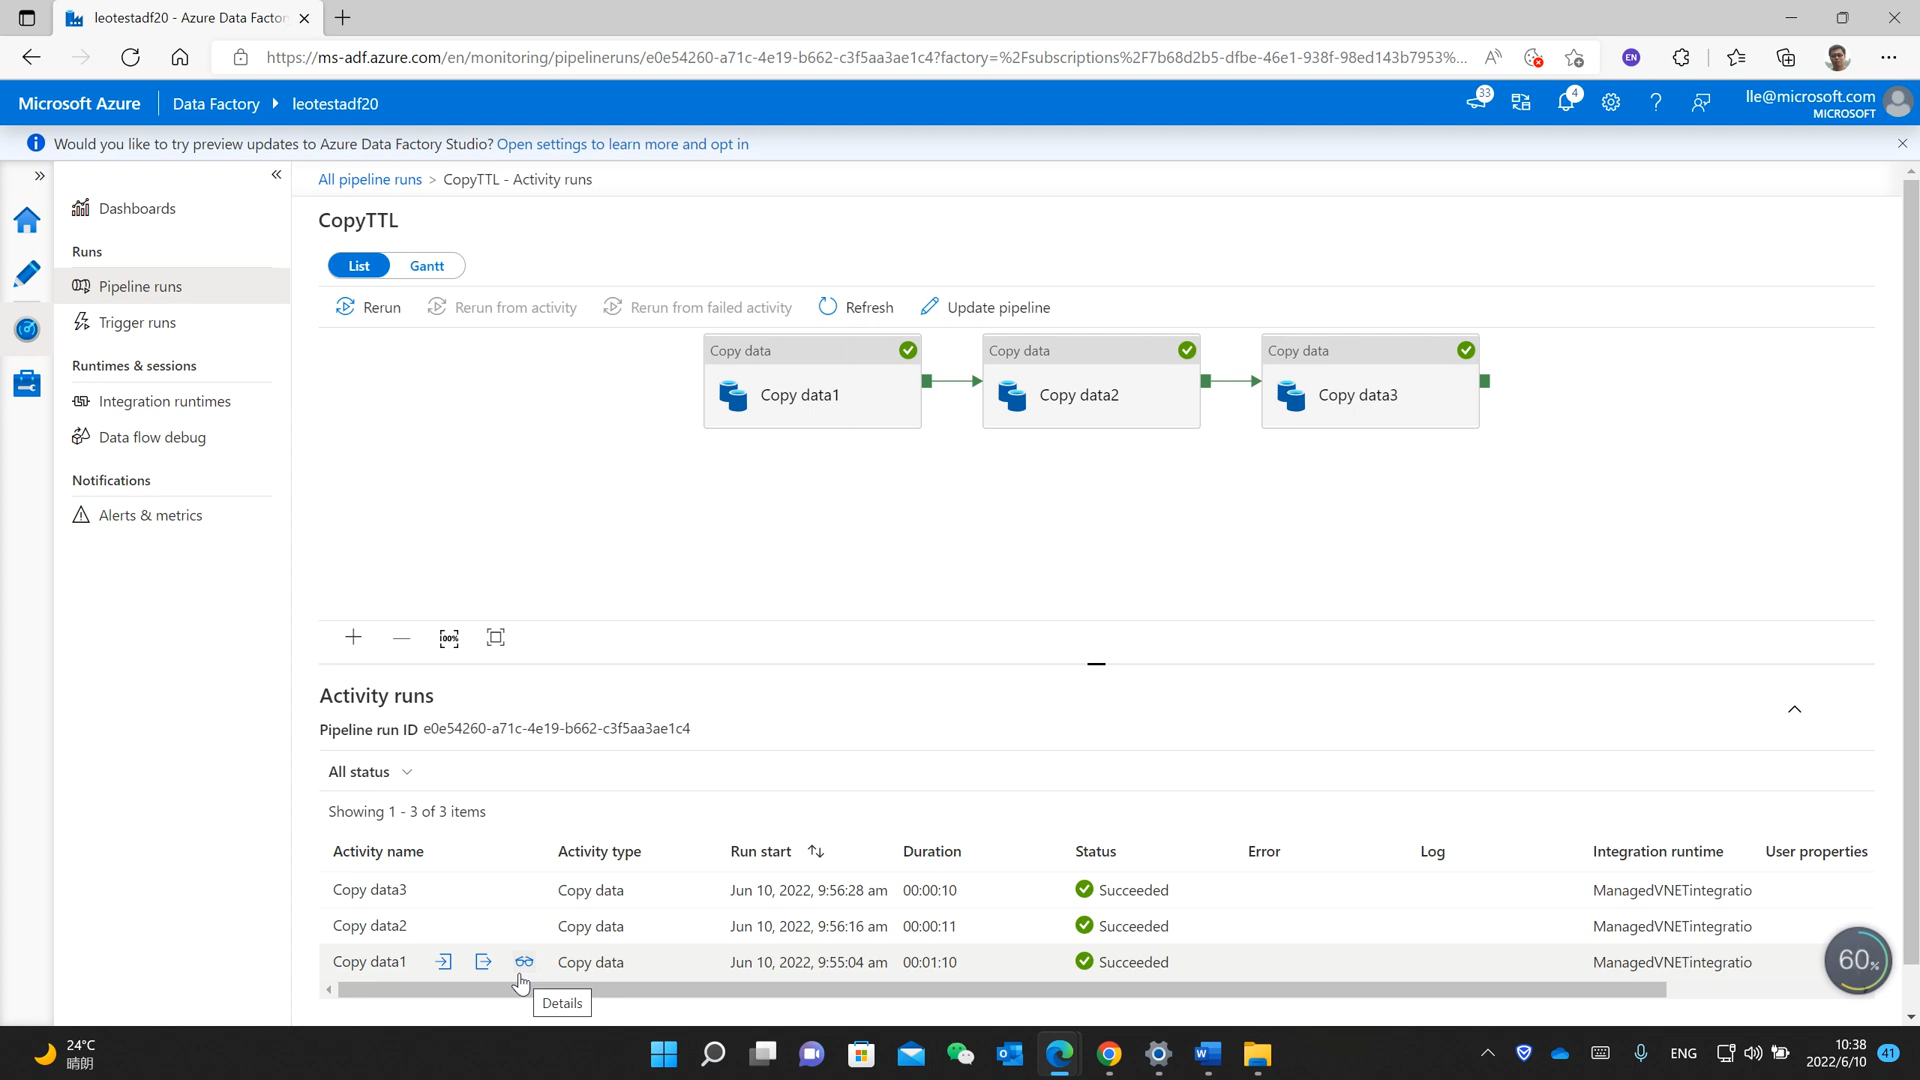 leotestadf20 - Azure Data Factor
https://ms-adf.azure.com/en/monitoring/pipelineruns/e0e54260-a71c-4e19-b662-c3f5aa3ae1c4?factory=%2Fsubscriptions%2F7b68d2b5-dfbe-46e1-938f-98ed143b7953%...
EN
Microsoft Azure
Data Factory
leotestadf20
33
4
lle@microsoft.com
MICROSOFT
Would you like to try preview updates to Azure Data Factory Studio? Open settings to learn more and opt in
Dashboards
Runs
Pipeline runs
Trigger runs
Runtimes & sessions
Integration runtimes
Data flow debug
Notifications
Alerts & metrics
All pipeline runs > CopyTTL - Activity runs
CopyTTL
List Gantt
Rerun Rerun from activity Rerun from failed activity Refresh Update pipeline
Copy data Copy data Copy data
Copy data1 Copy data2 Copy data3
100%
Activity runs
Pipeline run ID e0e54260-a71c-4e19-b662-c3f5aa3ae1c4
All status
Showing 1 - 3 of 3 items
Activity name Activity type Run start Duration Status Error Log Integration runtime User properties
Copy data3 Copy data Jun 10, 2022, 9:56:28 am 00:00:10 Succeeded ManagedVNETintegratio
Copy data2 Copy data Jun 10, 2022, 9:56:16 am 00:00:11 Succeeded ManagedVNETintegratio
Copy data1 Copy data Jun 10, 2022, 9:55:04 am 00:01:10 Succeeded ManagedVNETintegratio
60%
Details
24°C
晴朗
ENG
10:38
2022/6/10
41